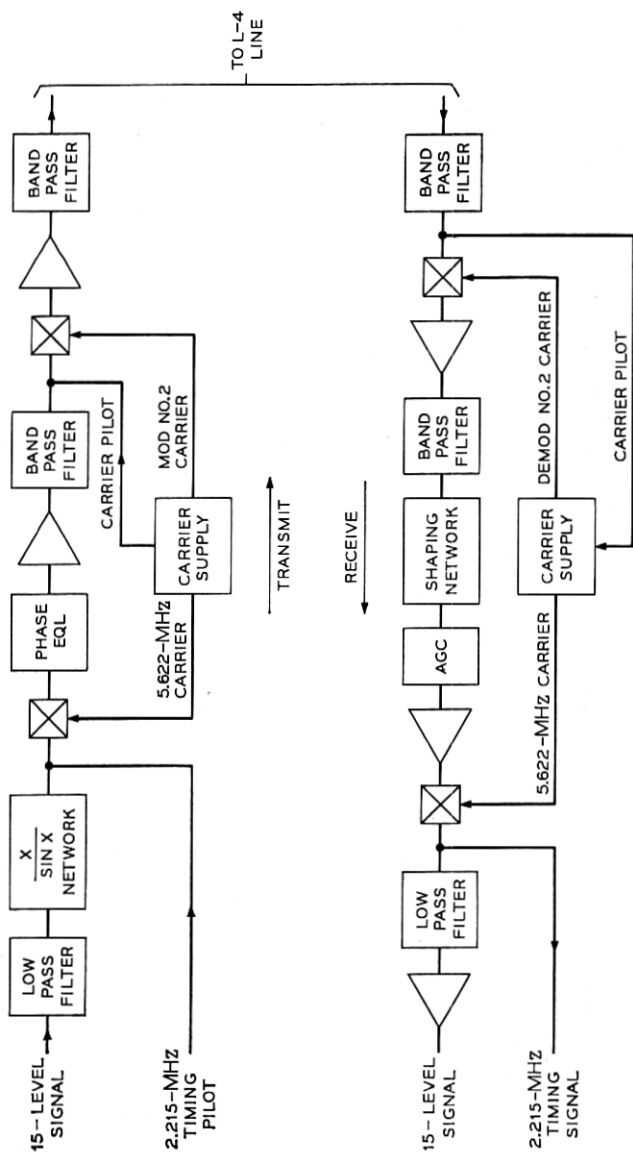 15-LEVEL
SIGNAL
LOW
PASS
FILTER
X
SIN X
NETWORK
PHASE
EQL
BAND
PASS
FILTER
BAND
PASS
FILTER
2.215-MHz
TIMING
PILOT
5.622-MHz
CARRIER
CARRIER
SUPPLY
CARRIER PILOT
MOD NO.2
CARRIER
TO L-4
LINE
TRANSMIT
RECEIVE
15-LEVEL
SIGNAL
LOW
PASS
FILTER
AGC
SHAPING
NETWORK
BAND
PASS
FILTER
BAND
PASS
FILTER
2.215-MHz
TIMING
SIGNAL
5.622-MHz CARRIER
CARRIER
SUPPLY
DEMOD NO.2 CARRIER
CARRIER PILOT